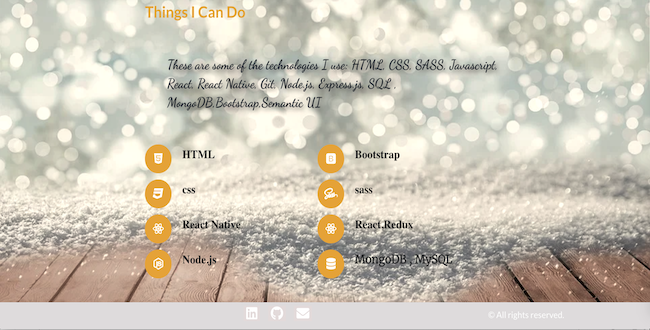 Things I Can Do
These are some of the technologies I use: HTML, CSS, SASS, Javascript,
React, React Native, Git, Node.js, Express.js, SQL ,
MongoDB,Bootstrap,Semantic UI
HTML
Bootstrap
css
sass
React Native
React,Redux
Node.js
MongoDB , MySQL
© All rights reserved.